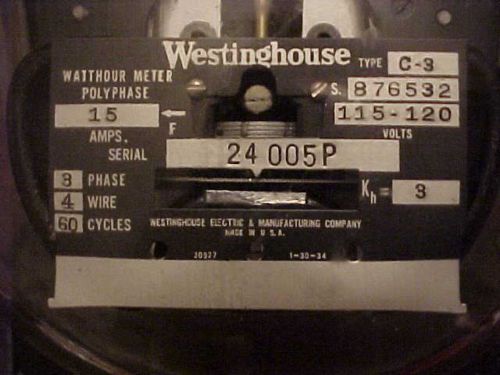 Westinghouse
TYPE C-3
WATTHOUR METER
POLYPHASE
S. 876532
15
F
115-120
AMPS.
VOLTS
SERIAL 24 005P
3 PHASE
Kh = 3
4 WIRE
60 CYCLES
WESTINGHOUSE ELECTRIC & MANUFACTURING COMPANY
MADE IN U.S.A.
20577 1-30-34